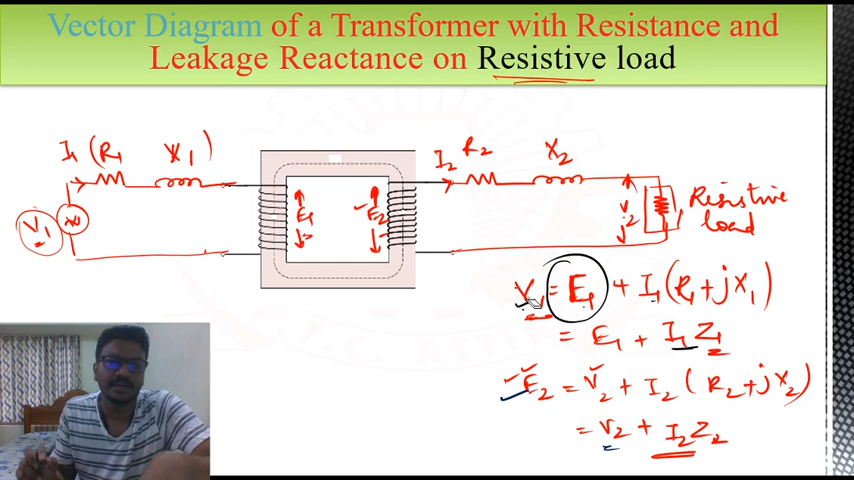 Vector Diagram of a Transformer with Resistance and
Leakage Reactance on Resistive load
I₁ (R₁ X₁)
I₂ R₂ X₂
V₁
E₁
E₂
V₂
Resistive
load
V₁ = E₁ + I₁(R₁+jX₁)
= E₁ + I₁Z₁
E₂ = V₂ + I₂ (R₂+jX₂)
= V₂ + I₂Z₂